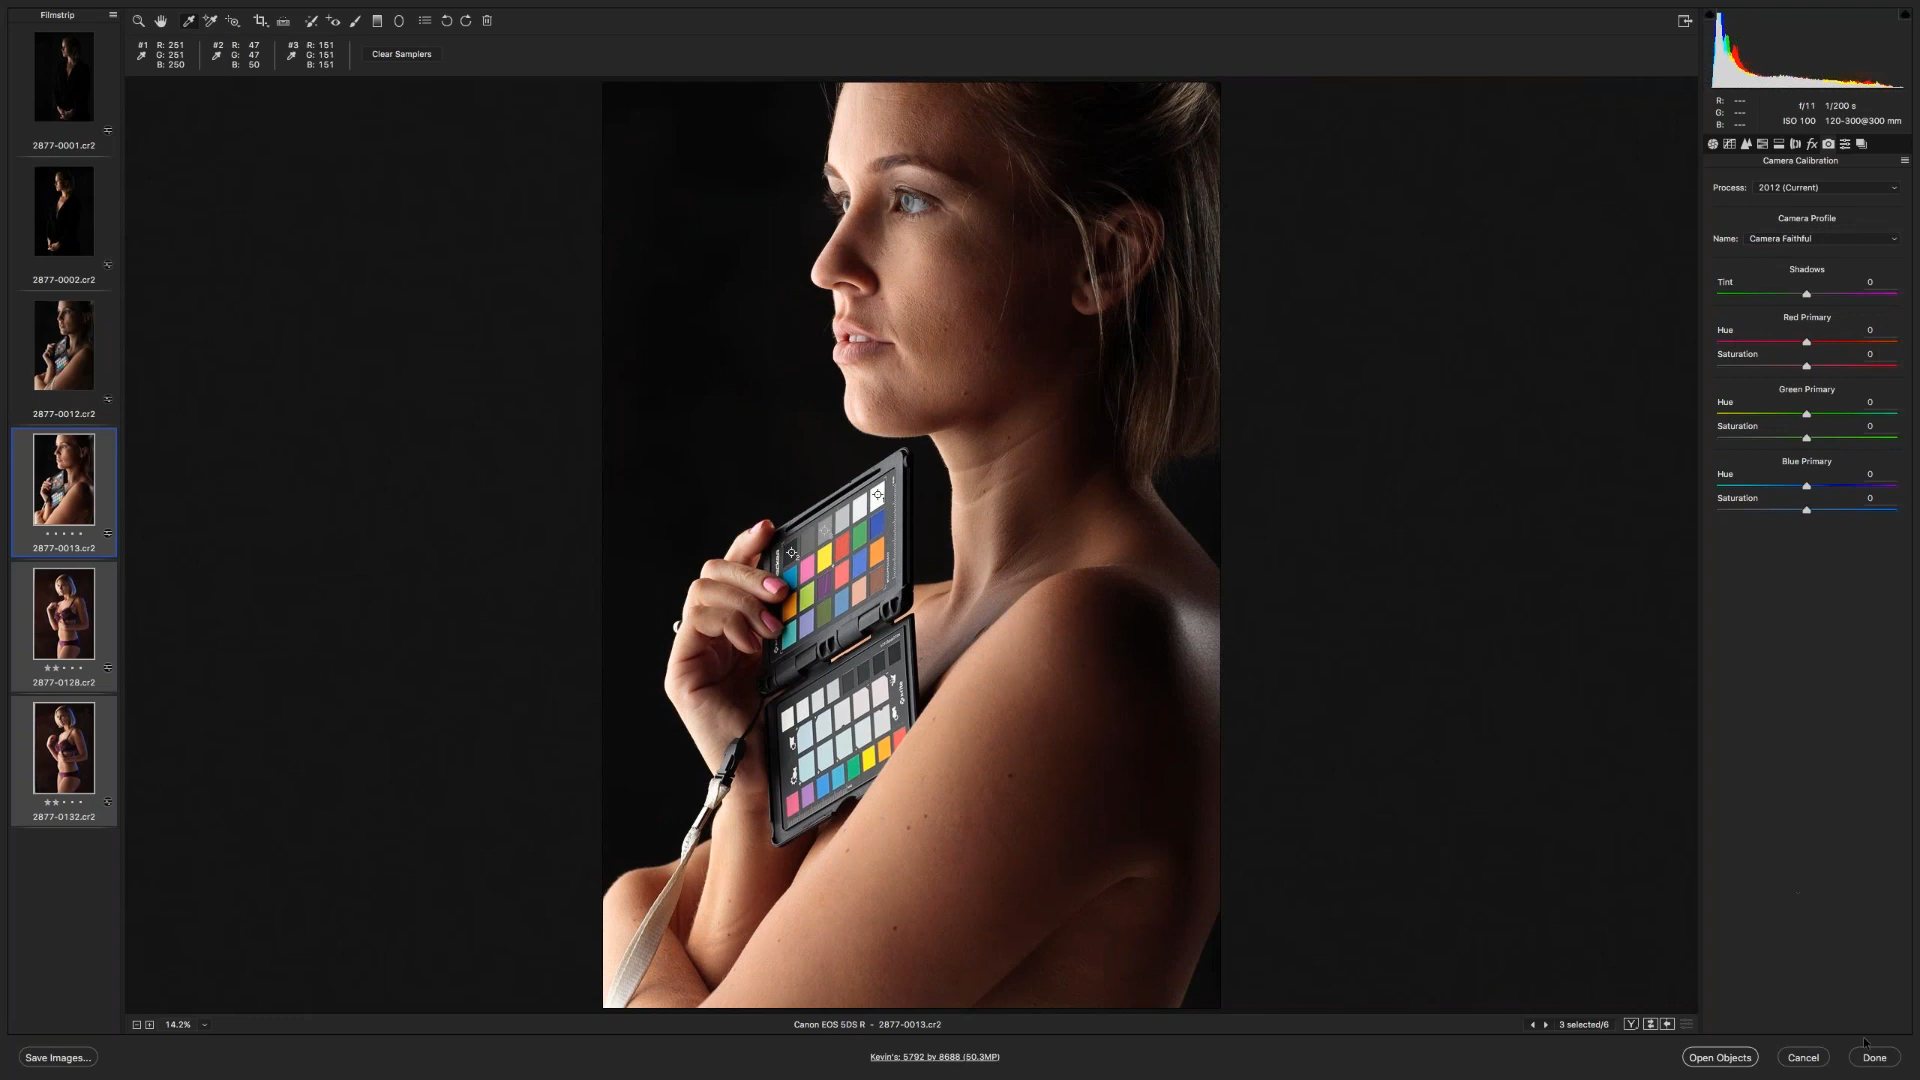 Filmstrip
2877-0001.cr2
2877-0002.cr2
2877-0012.cr2
2877-0013.cr2
2877-0128.cr2
2877-0132.cr2
#1 R: 251
G: 251
B: 250
#2 R: 47
G: 47
B: 50
#3 R: 151
G: 151
B: 151
Clear Samplers
R: ---
G: ---
B: ---
f/11 1/200 s
ISO 100 120-300@300 mm
fx
Camera Calibration
Process: 2012 (Current)
Camera Profile
Name: Camera Faithful
Shadows
Tint 0
Red Primary
Hue 0
Saturation 0
Green Primary
Hue 0
Saturation 0
Blue Primary
Hue 0
Saturation 0
14.2%
Canon EOS 5DS R - 2877-0013.cr2
3 selected/6
Y
Save Images...
Kevin's: 5792 by 8688 (50.3MP)
Open Objects
Cancel
Done